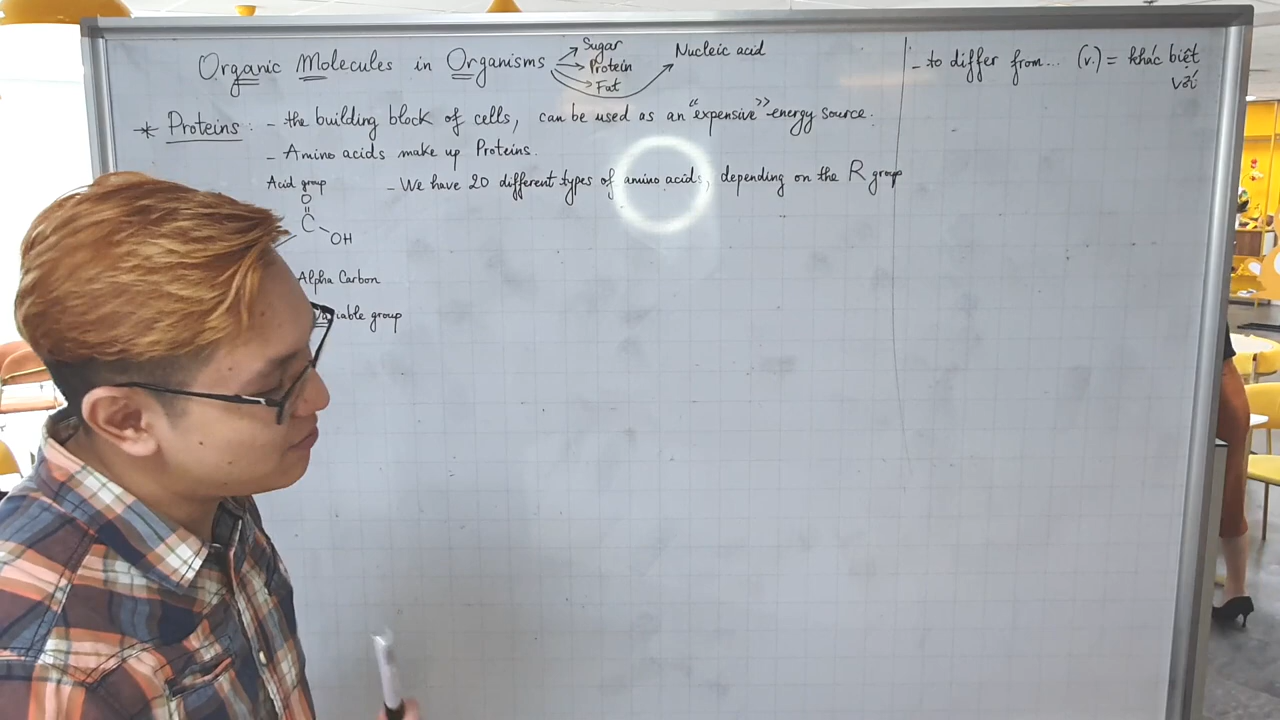 Organic Molecules in Organisms
Sugar
Protein
Fat
Nucleic acid
* Proteins: - the building block of cells, can be used as an "expensive" energy source.
- Amino acids make up Proteins.
- We have 20 different types of amino acids, depending on the R group
Acid group
O
C
OH
Alpha Carbon
Variable group
- to differ from... (v.) = khác biệt
với